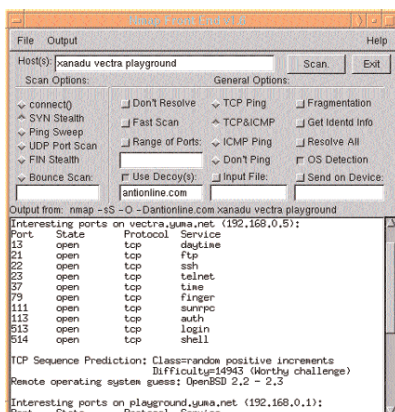 Nmap Front End v1.0
File Output Help
Host(s): xanadu vectra playground Scan. Exit
Scan Options: General Options:
connect() Don't Resolve TCP Ping Fragmentation
SYN Stealth Fast Scan TCP&ICMP Get Identd Info
Ping Sweep Range of Ports: ICMP Ping Resolve All
UDP Port Scan Don't Ping OS Detection
FIN Stealth
Bounce Scan: Use Decoy(s): Input File: Send on Device:
antionline.com
Output from: nmap -sS -O -Dantionline.com xanadu vectra playground
Interesting ports on vectra.yuma.net (192.168.0.5):
Port State Protocol Service
13 open tcp daytime
21 open tcp ftp
22 open tcp ssh
23 open tcp telnet
37 open tcp time
79 open tcp finger
111 open tcp sunrpc
113 open tcp auth
513 open tcp login
514 open tcp shell
TCP Sequence Prediction: Class=random positive increments
Difficulty=14943 (Worthy challenge)
Remote operating system guess: OpenBSD 2.2 - 2.3
Interesting ports on playground.yuma.net (192.168.0.1):
Port State Protocol Service